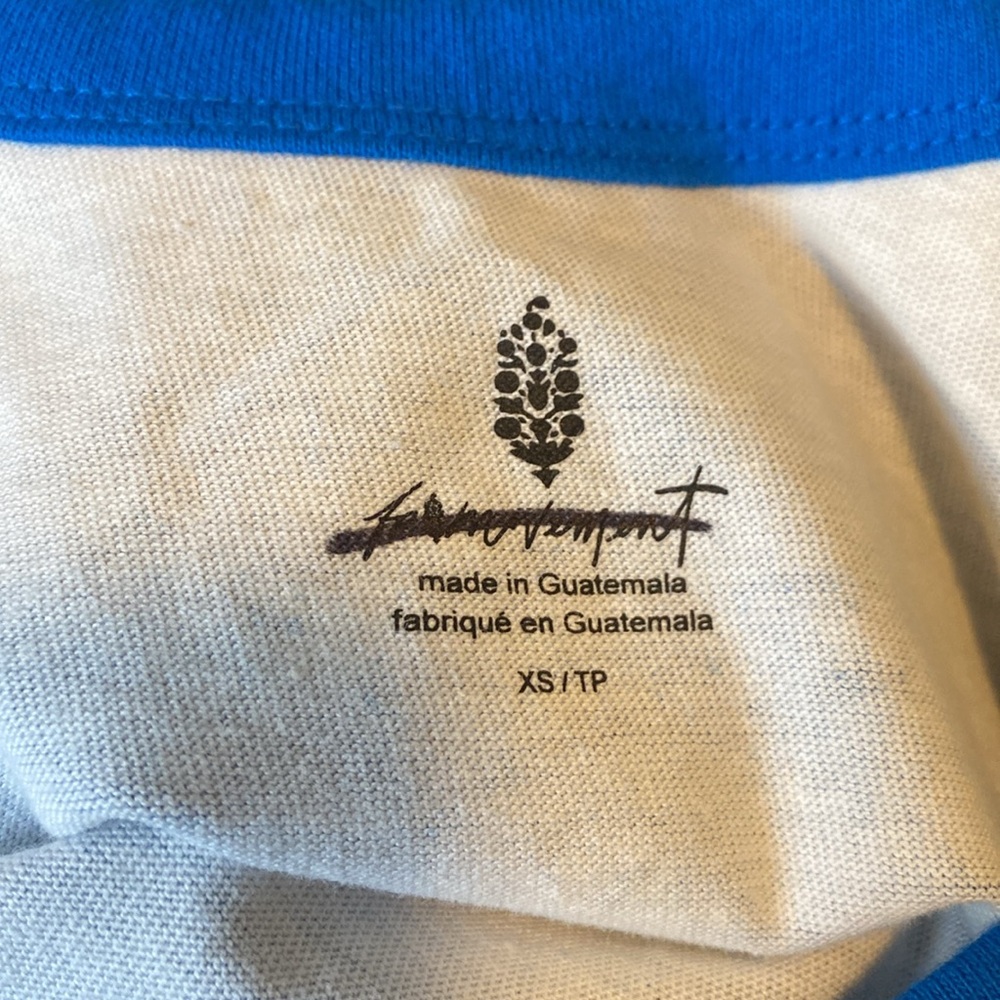 made in Guatemala
fabriqué en Guatemala
XS / TP